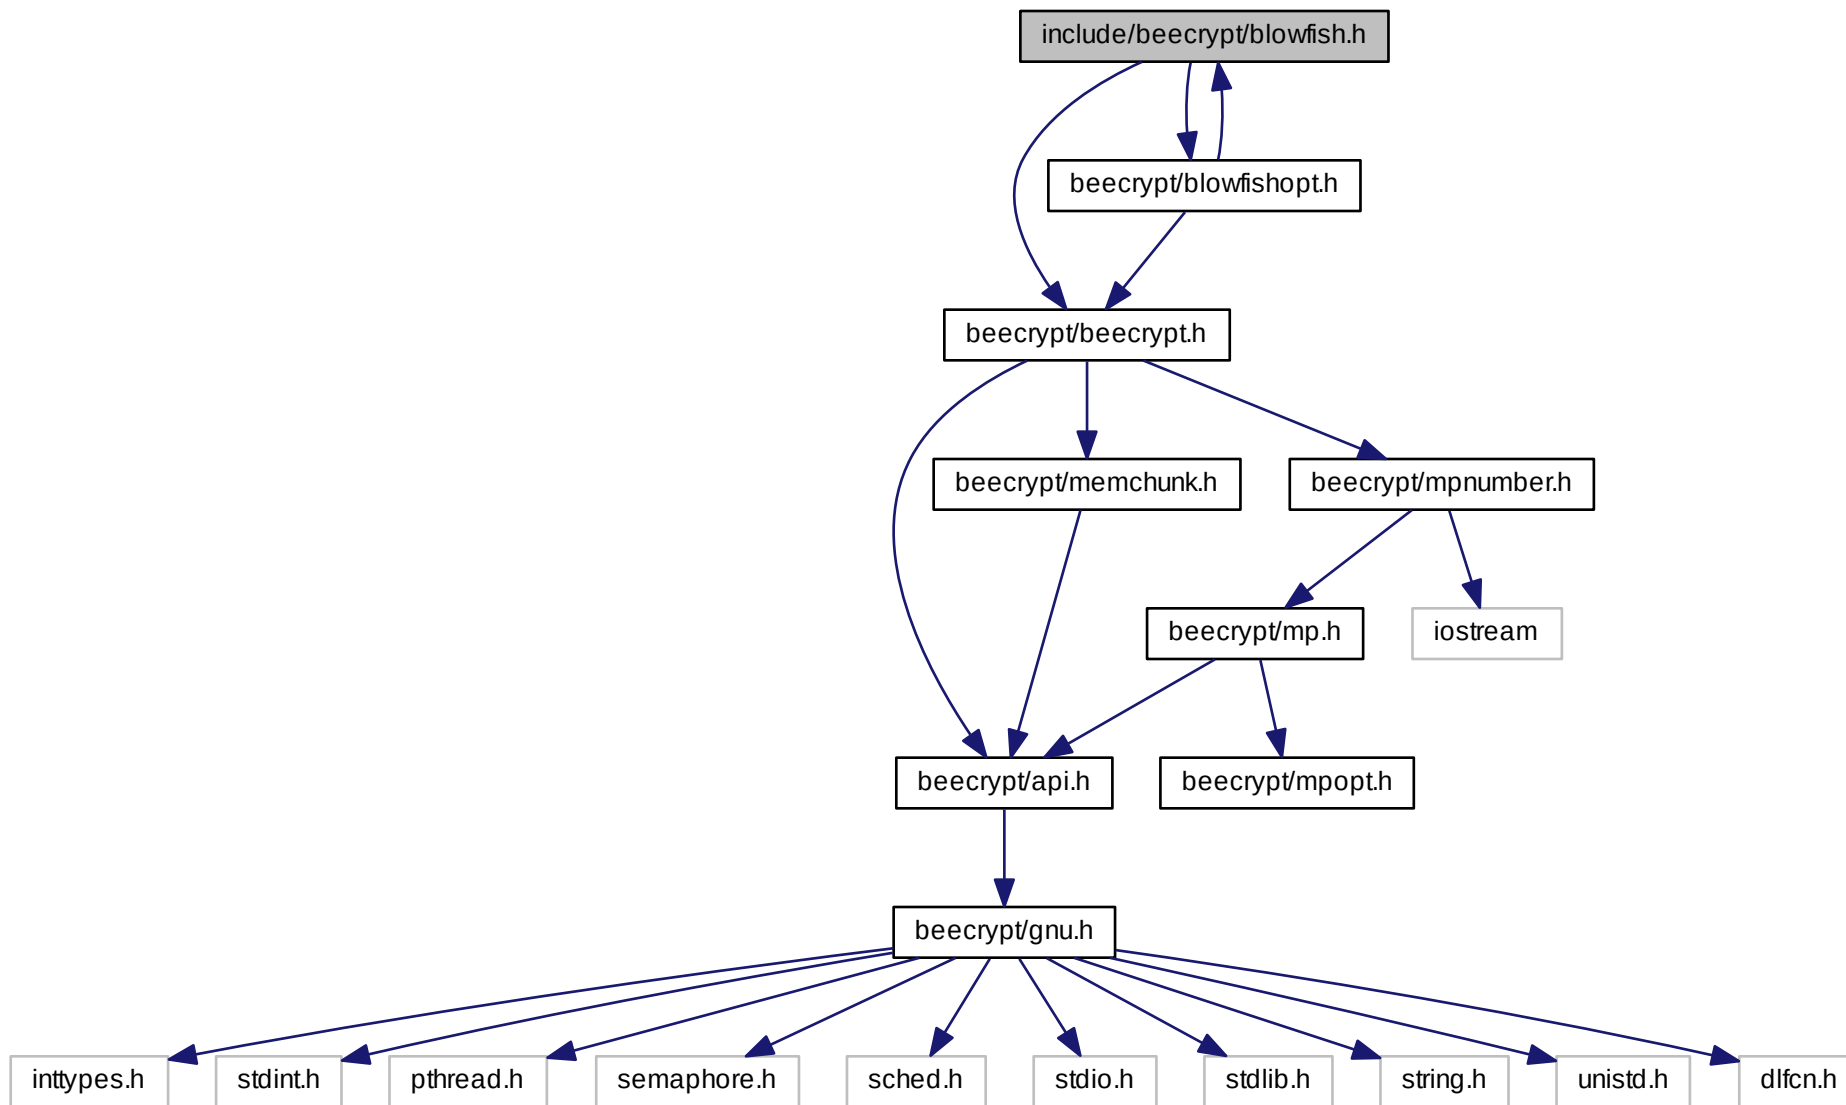 include/beecrypt/blowfish.h
beecrypt/blowfishopt.h
beecrypt/beecrypt.h
beecrypt/memchunk.h
beecrypt/mpnumber.h
beecrypt/mp.h
iostream
beecrypt/api.h
beecrypt/mpopt.h
beecrypt/gnu.h
inttypes.h
stdint.h
pthread.h
semaphore.h
sched.h
stdio.h
stdlib.h
string.h
unistd.h
dlfcn.h